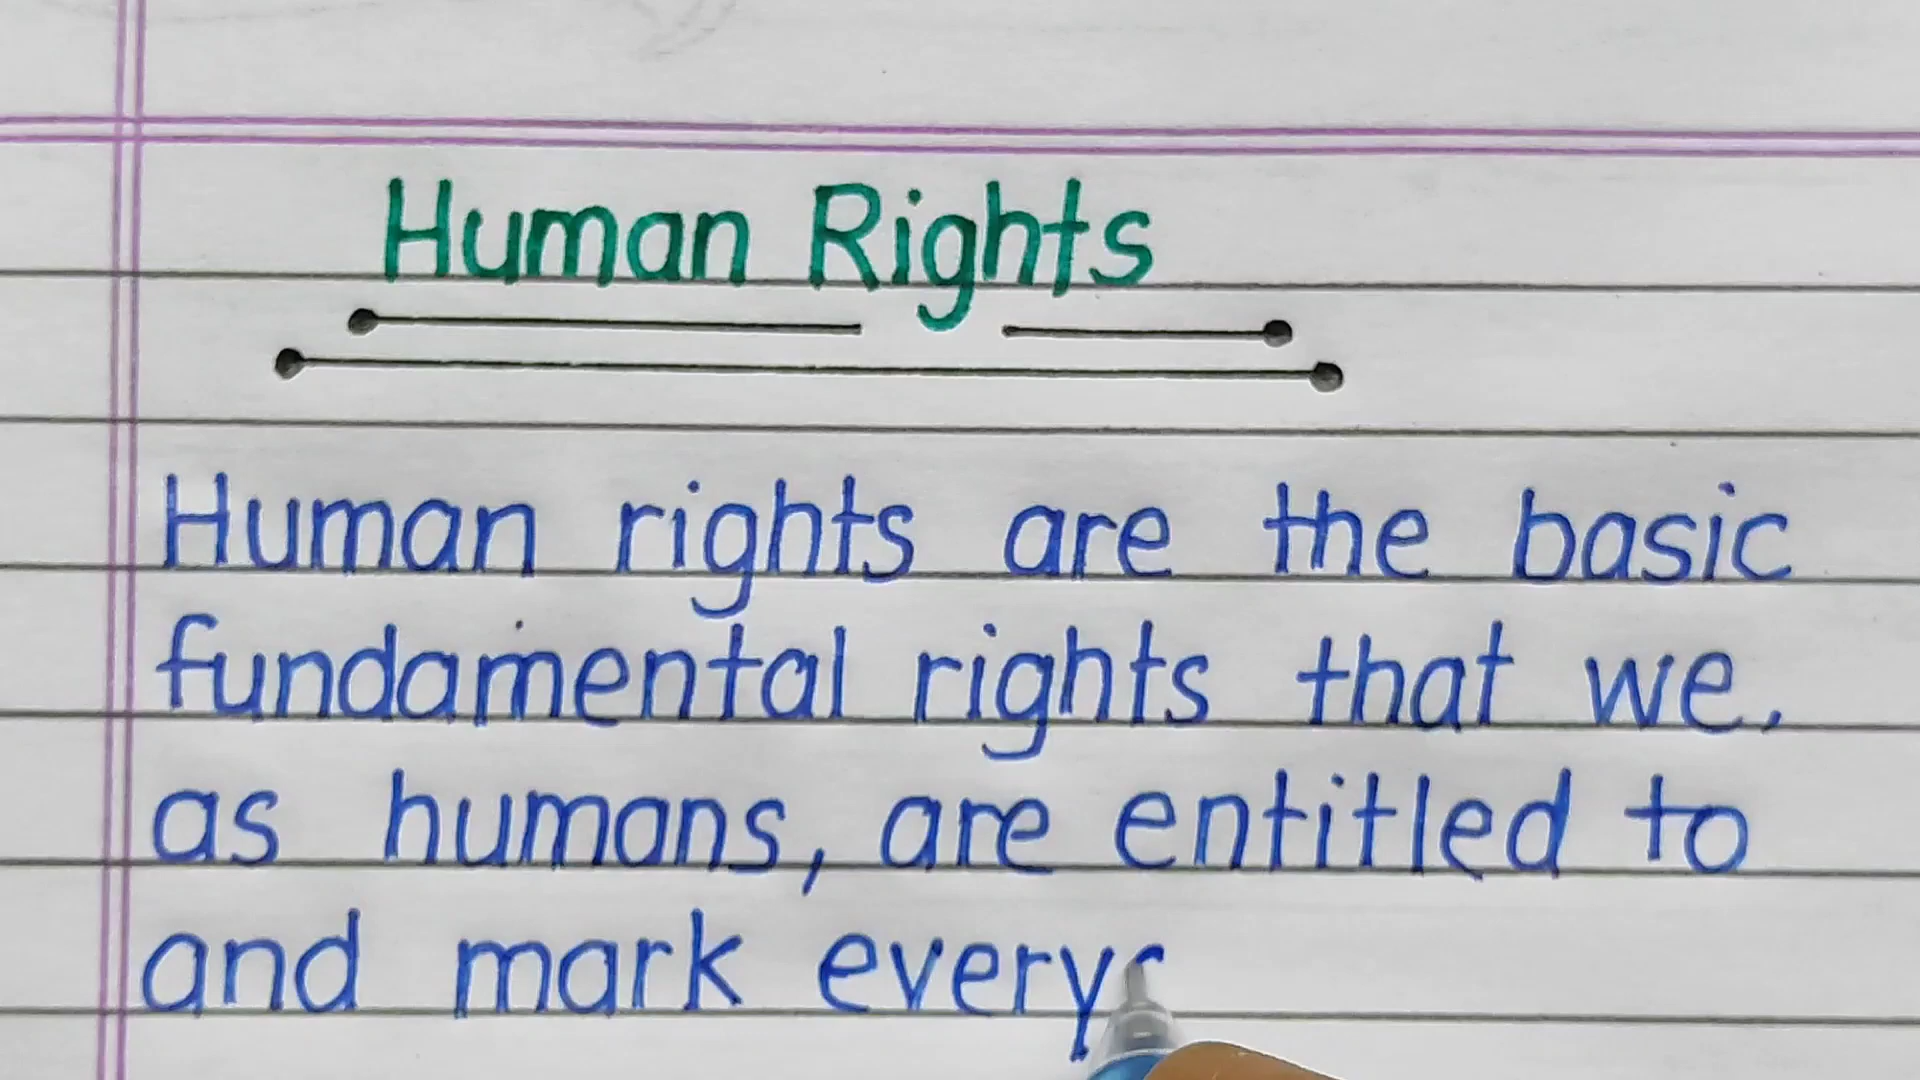 Human Rights
Human rights are the basic
fundamental rights that we,
as humans, are entitled to
and mark every